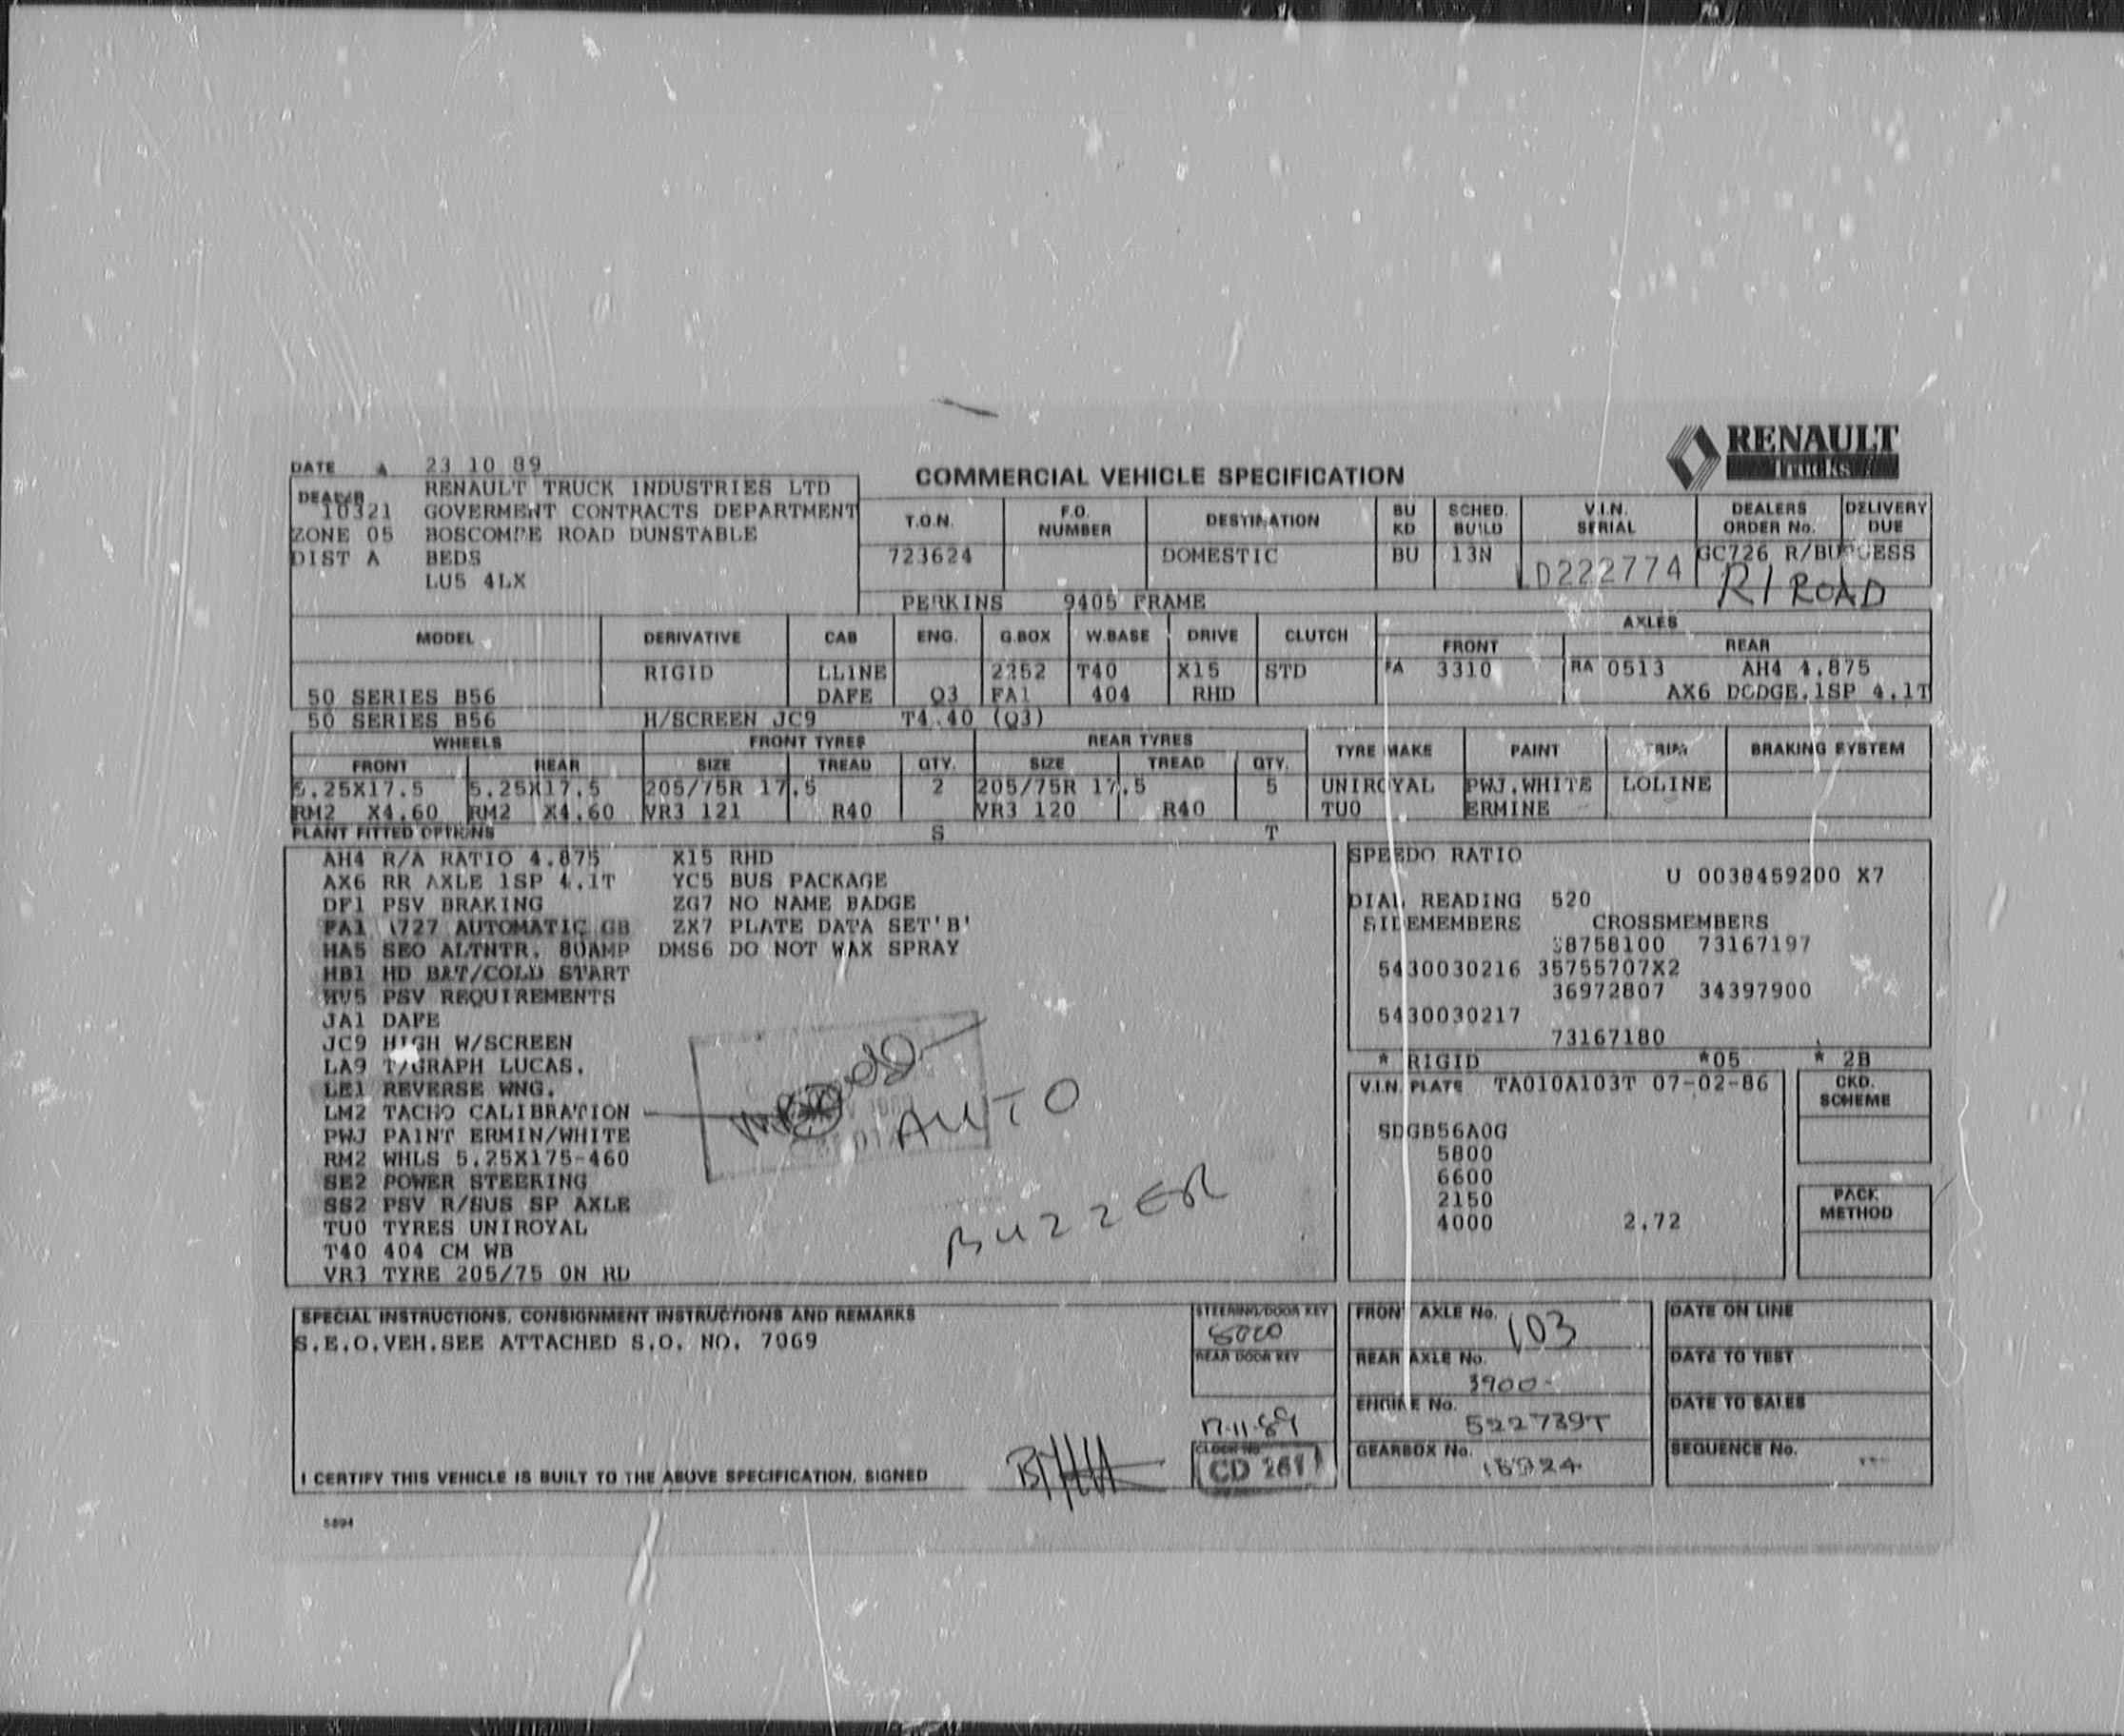 RENAULT
Trucks
DATE A 23 10 89
COMMERCIAL VEHICLE SPECIFICATION
DEALER 10321 RENAULT TRUCK INDUSTRIES LTD
GOVERMENT CONTRACTS DEPARTMENT
ZONE 05 BOSCOMBE ROAD DUNSTABLE
DIST A BEDS
LU5 4LX
T.O.N. F.O. NUMBER DESTINATION BU KD SCHED. BUILD V.I.N. SERIAL DEALERS ORDER No. DELIVERY DUE
723624 DOMESTIC BU 13N D222774 GC726 R/BURGESS
R/ ROAD
PERKINS 9405 FRAME
MODEL DERIVATIVE CAB ENG. G.BOX W.BASE DRIVE CLUTCH AXLES
FRONT REAR
RIGID LLINE 2252 T40 X15 STD FA 3310 RA 0513 AH4 4.875
50 SERIES B56 DAFE Q3 FA1 404 RHD AX6 DODGE.1SP 4.1T
50 SERIES B56 H/SCREEN JC9 T4.40 (Q3)
WHEELS FRONT TYRES REAR TYRES TYRE MAKE PAINT TRIM BRAKING SYSTEM
FRONT REAR SIZE TREAD QTY. SIZE TREAD QTY.
5.25X17.5 5.25X17.5 205/75R 17.5 2 205/75R 17.5 5 UNIROYAL PWJ.WHITE LOLINE
RM2 X4.60 RM2 X4.60 VR3 121 R40 VR3 120 R40 TU0 ERMINE
PLANT FITTED OPTIONS S T
AH4 R/A RATIO 4.875 X15 RHD
AX6 RR AXLE 1SP 4.1T YC5 BUS PACKAGE
DF1 PSV BRAKING ZG7 NO NAME BADGE
FA1 A727 AUTOMATIC GB ZX7 PLATE DATA SET'B'
HA5 SEO ALTNTR. 80AMP DMS6 DO NOT WAX SPRAY
HB1 HD BAT/COLD START
HV5 PSV REQUIREMENTS
JA1 DAFE
JC9 HIGH W/SCREEN
LA9 T/GRAPH LUCAS.
LE1 REVERSE WNG.
LM2 TACHO CALIBRATION
PWJ PAINT ERMIN/WHITE
RM2 WHLS 5.25X175-460
SE2 POWER STEERING
SS2 PSV R/SUS SP AXLE
TU0 TYRES UNIROYAL
T40 404 CM WB
VR3 TYRE 205/75 ON RD
AUTO
BUZZER
SPEEDO RATIO
U 0038459200 X7
DIAL READING 520
SIDEMEMBERS CROSSMEMBERS
38758100 73167197
5430030216 35755707X2
36972807 34397900
5430030217
73167180
* RIGID *05 * 2B
V.I.N. PLATE TA010A103T 07-02-86
CKD. SCHEME
SDGB56A0G
5800
6600
2150
4000 2.72
PACK METHOD
SPECIAL INSTRUCTIONS, CONSIGNMENT INSTRUCTIONS AND REMARKS
S.E.O.VEH.SEE ATTACHED S.O. NO. 7069
STEERING/DOOR KEY
REAR DOOR KEY
17-11-89
CLOCK No.
CD 261
I CERTIFY THIS VEHICLE IS BUILT TO THE ABOVE SPECIFICATION. SIGNED
FRONT AXLE No. 103
REAR AXLE No. 3900
ENGINE No. 522739T
GEARBOX No.
DATE ON LINE
DATE TO TEST
DATE TO SALES
SEQUENCE No.
5894